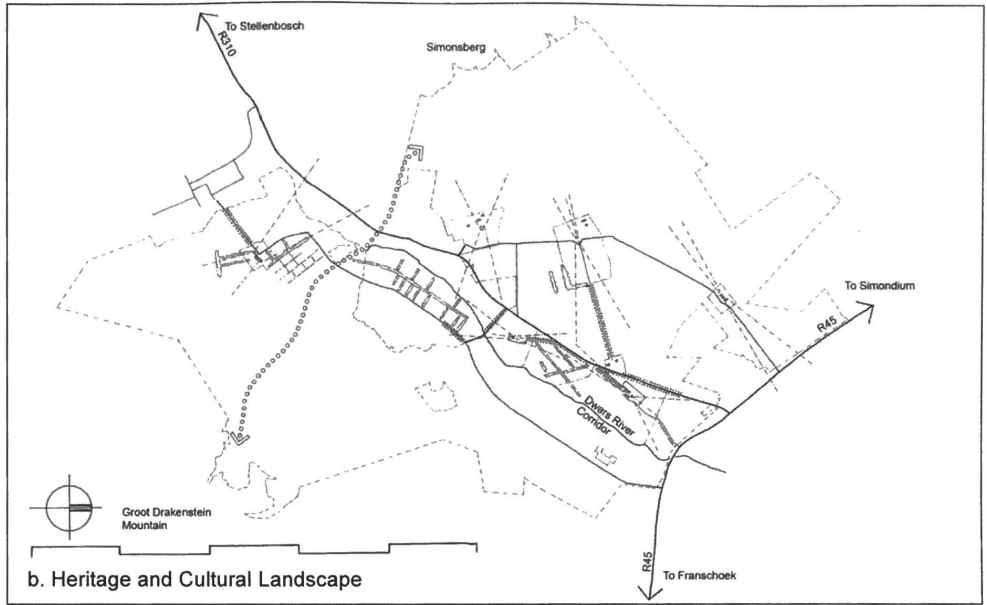 To Stellenbosch
R310
Simonsberg
To Simondium
R45
Dwars River
Corridor
Groot Drakenstein
Mountain
R45
To Franschoek
b. Heritage and Cultural Landscape